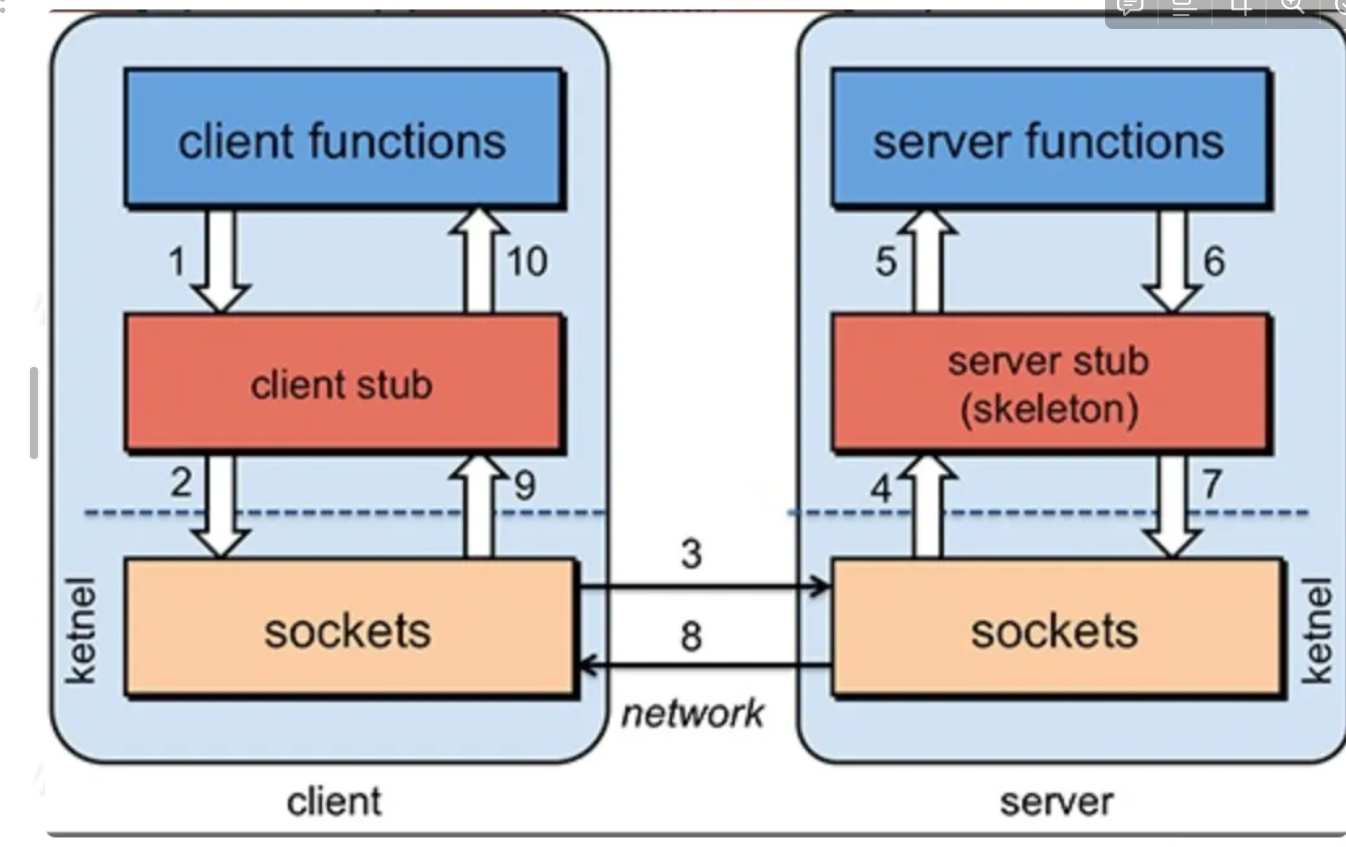 client functions
server functions
1
10
5
6
client stub
server stub
(skeleton)
2
9
4
7
3
ketnel
sockets
8
sockets
ketnel
network
client
server